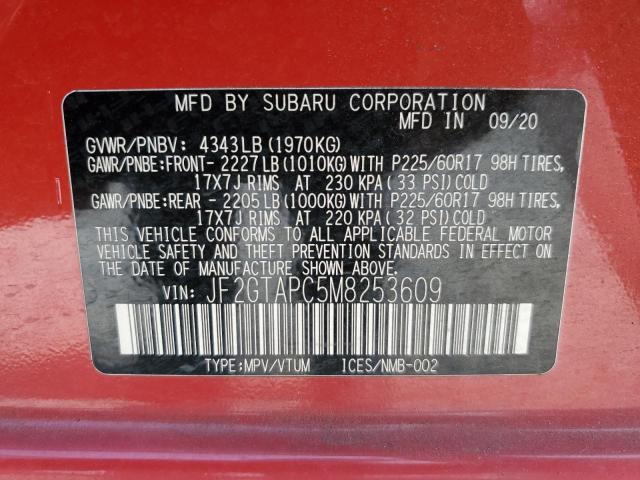 MFD BY SUBARU CORPORATION
MFD IN 09/20
GVWR/PNBV: 4343LB(1970KG)
GAWR/PNBE:FRONT- 2227LB(1010KG)WITH P225/60R17 98H TIRES,
17X7J RIMS AT 230 KPA(33 PSI)COLD
GAWR/PNBE:REAR - 2205LB(1000KG)WITH P225/60R17 98H TIRES,
17X7J RIMS AT 220 KPA(32 PSI)COLD
THIS VEHICLE CONFORMS TO ALL APPLICABLE FEDERAL MOTOR
VEHICLE SAFETY AND THEFT PREVENTION STANDARDS IN EFFECT ON
THE DATE OF MANUFACTURE SHOWN ABOVE.
VIN: JF2GTAPC5M8253609
TYPE:MPV/VTUM ICES/NMB-002